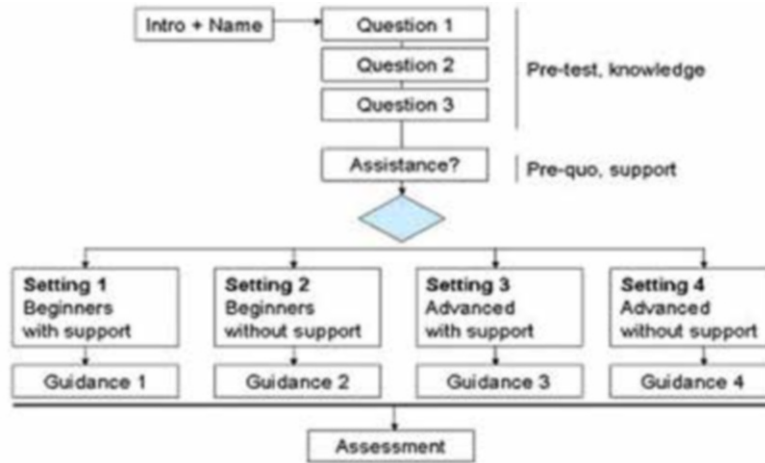 Intro + Name
Question 1
Question 2
Question 3
Pre-test, knowledge
Assistance?
Pre-quo, support
Setting 1
Beginners
with support
Setting 2
Beginners
without support
Setting 3
Advanced
with support
Setting 4
Advanced
without support
Guidance 1
Guidance 2
Guidance 3
Guidance 4
Assessment